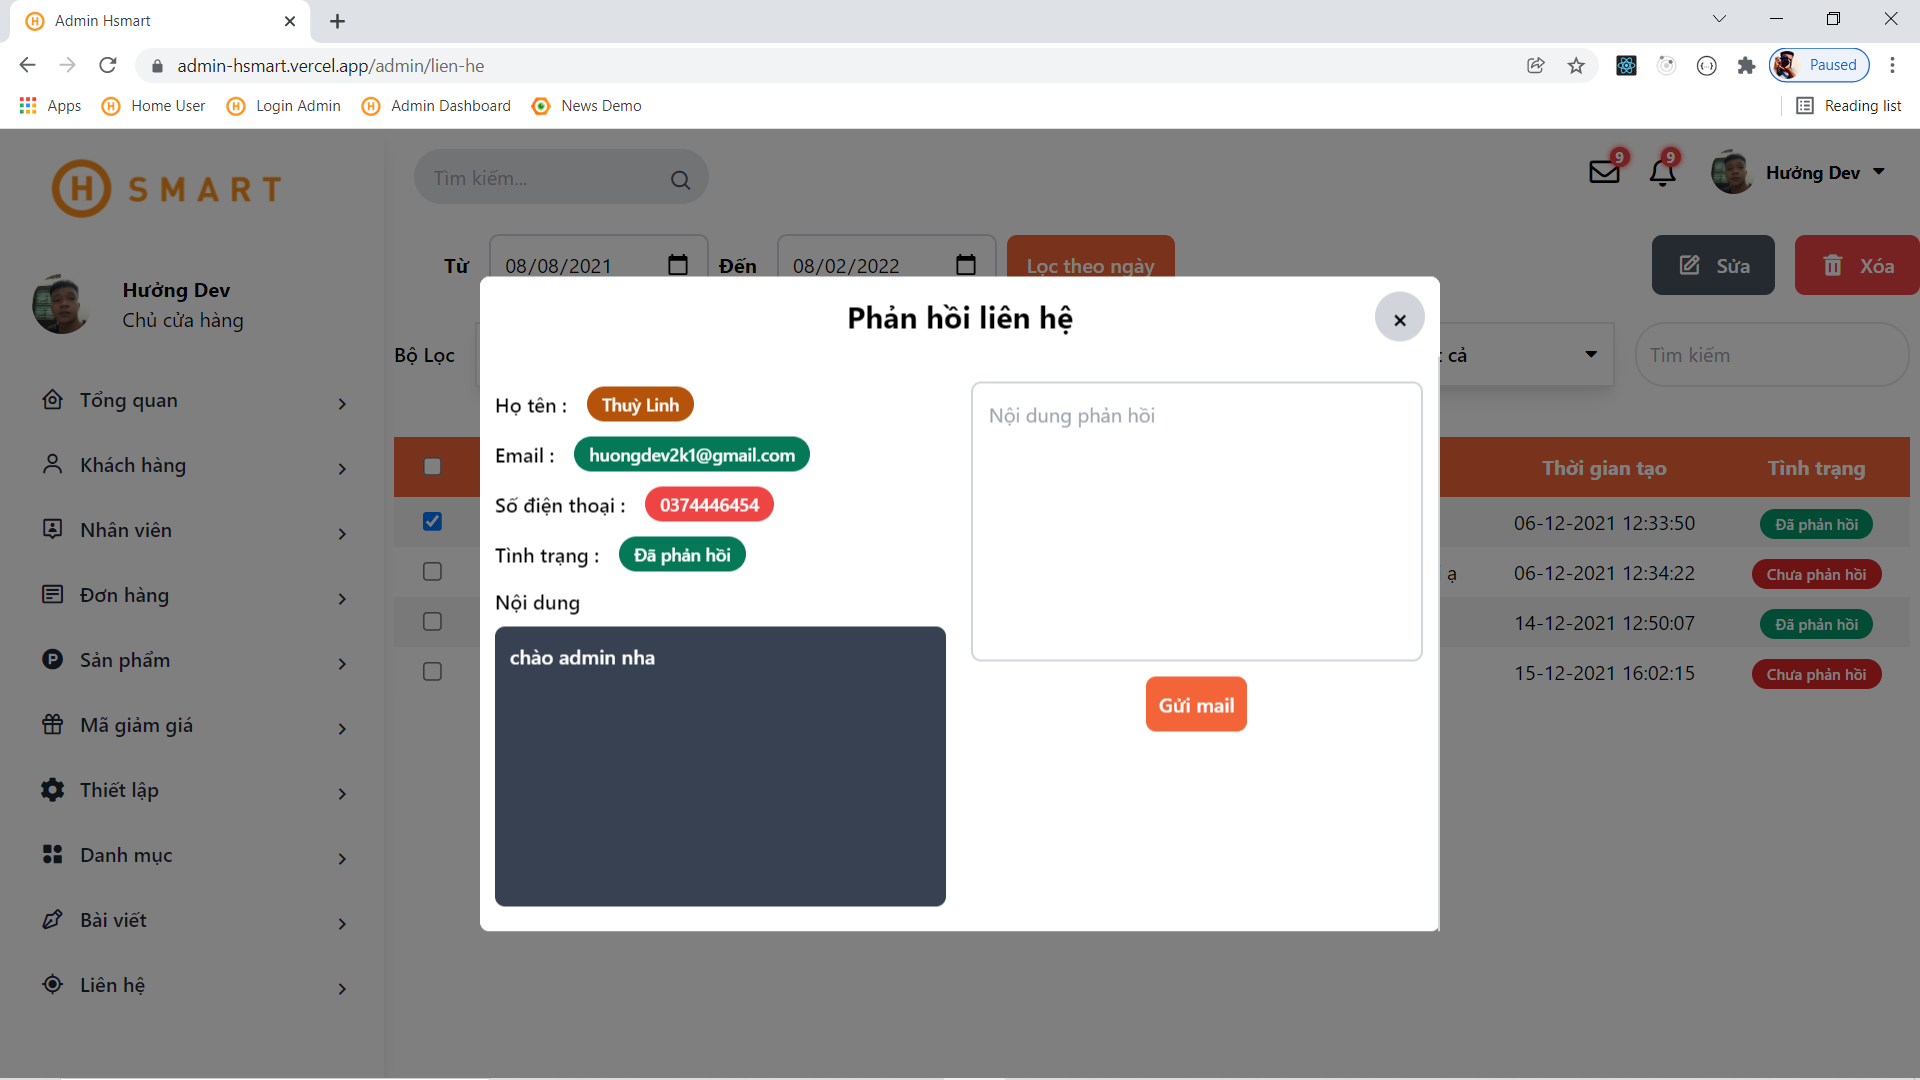 Admin Hsmart
admin-hsmart.vercel.app/admin/lien-he
Paused
Apps
Home User
Login Admin
Admin Dashboard
News Demo
Reading list
H SMART
Tìm kiếm...
9
9
Hưởng Dev
Hưởng Dev
Chủ cửa hàng
Từ
08/08/2021
Đến
08/02/2022
Lọc theo ngày
Sửa
Xóa
Bộ Lọc
cả
Tìm kiếm
Tổng quan
Khách hàng
Nhân viên
Đơn hàng
Sản phẩm
Mã giảm giá
Thiết lập
Danh mục
Bài viết
Liên hệ
Phản hồi liên hệ
Họ tên : Thuỳ Linh
Email : huongdev2k1@gmail.com
Số điện thoại : 0374446454
Tình trạng : Đã phản hồi
Nội dung
chào admin nha
Nội dung phản hồi
Gửi mail
Thời gian tạo Tình trạng
06-12-2021 12:33:50 Đã phản hồi
ạ 06-12-2021 12:34:22 Chưa phản hồi
14-12-2021 12:50:07 Đã phản hồi
15-12-2021 16:02:15 Chưa phản hồi